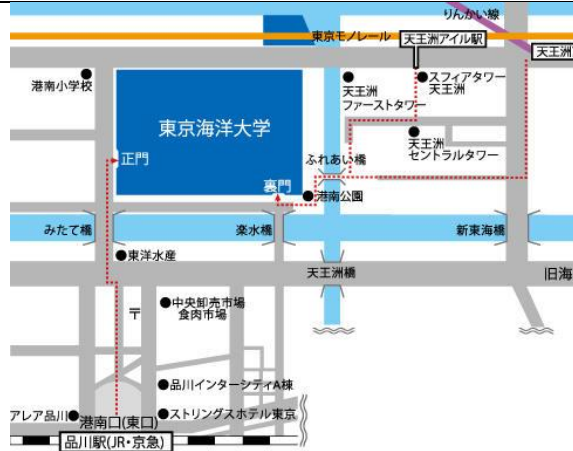 りんかい線
東京モノレール
天王洲アイル駅
天王洲
港南小学校
スフィアタワー
天王洲
天王洲
ファーストタワー
東京海洋大学
天王洲
セントラルタワー
正門
ふれあい橋
裏門
港南公園
みたて橋
楽水橋
新東海橋
東洋水産
天王洲橋
旧海
〒
中央卸売市場
食肉市場
品川インターシティA棟
アレア品川
港南口(東口)
ストリングスホテル東京
品川駅(JR・京急)